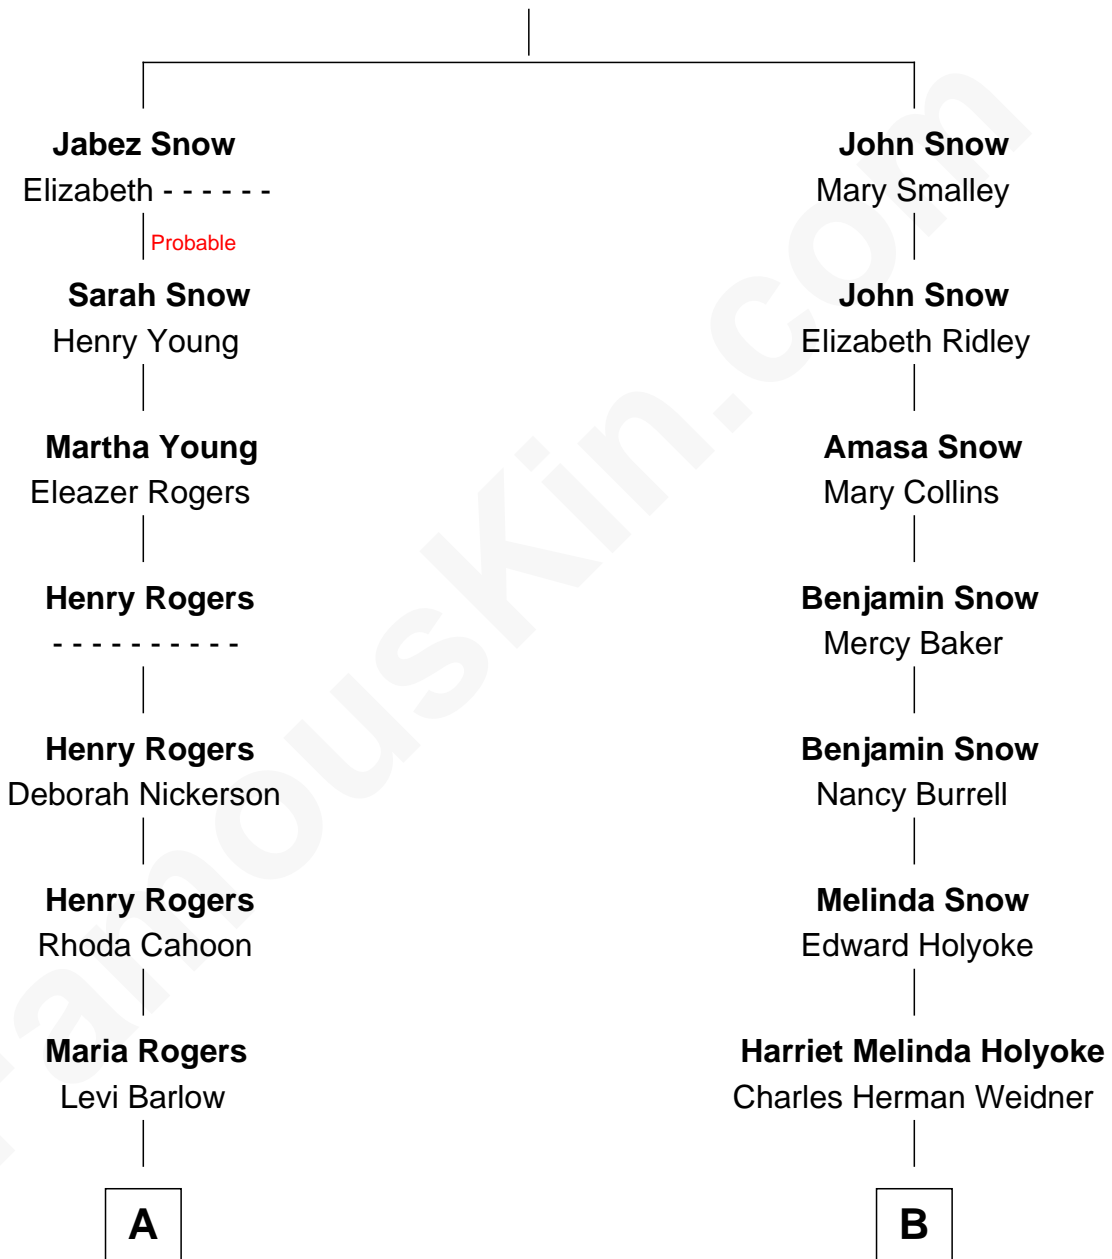 Jabez Snow
Elizabeth - - - - - -
Probable
Sarah Snow
Henry Young
Martha Young
Eleazer Rogers
Henry Rogers
- - - - - - - - - -
Henry Rogers
Deborah Nickerson
Henry Rogers
Rhoda Cahoon
Maria Rogers
Levi Barlow
A
John Snow
Mary Smalley
John Snow
Elizabeth Ridley
Amasa Snow
Mary Collins
Benjamin Snow
Mercy Baker
Benjamin Snow
Nancy Burrell
Melinda Snow
Edward Holyoke
Harriet Melinda Holyoke
Charles Herman Weidner
B
FamousKin.com